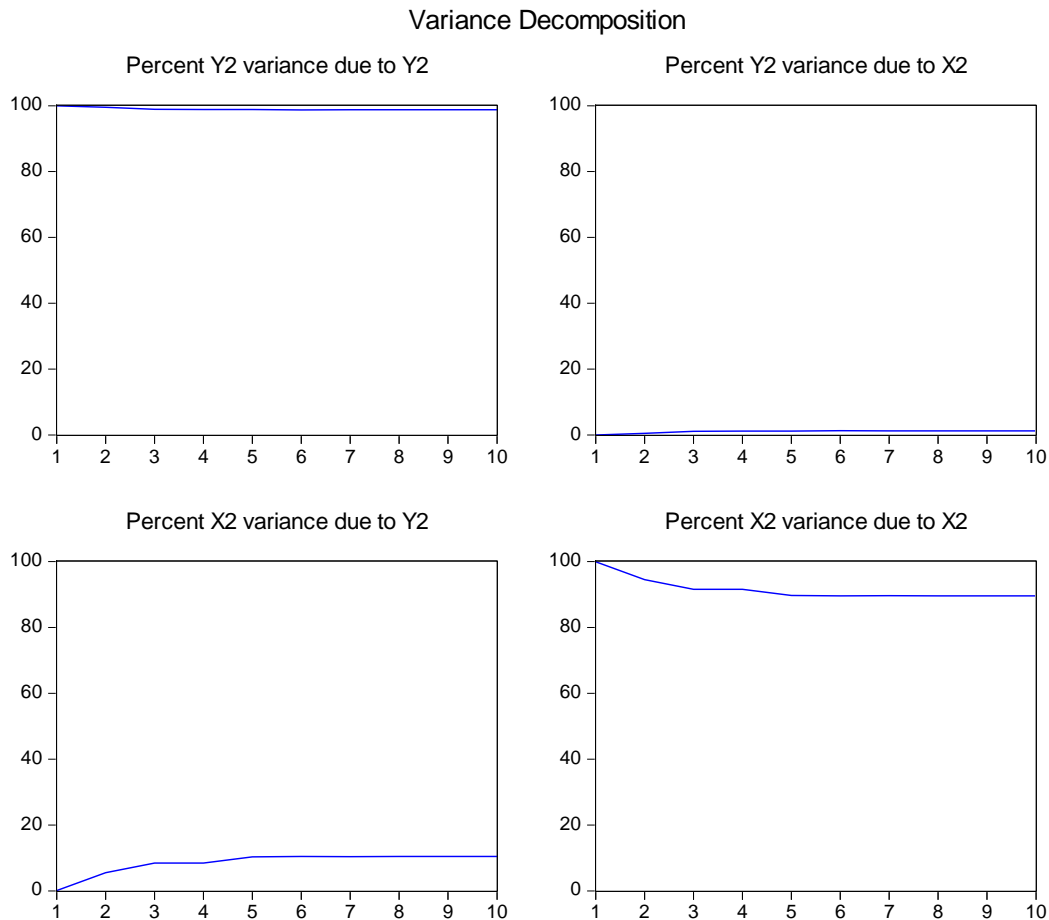 Variance Decomposition
Percent Y2 variance due to Y2
100
80
60
40
20
0
1 2 3 4 5 6 7 8 9 10
Percent Y2 variance due to X2
100
80
60
40
20
0
1 2 3 4 5 6 7 8 9 10
Percent X2 variance due to Y2
100
80
60
40
20
0
1 2 3 4 5 6 7 8 9 10
Percent X2 variance due to X2
100
80
60
40
20
0
1 2 3 4 5 6 7 8 9 10